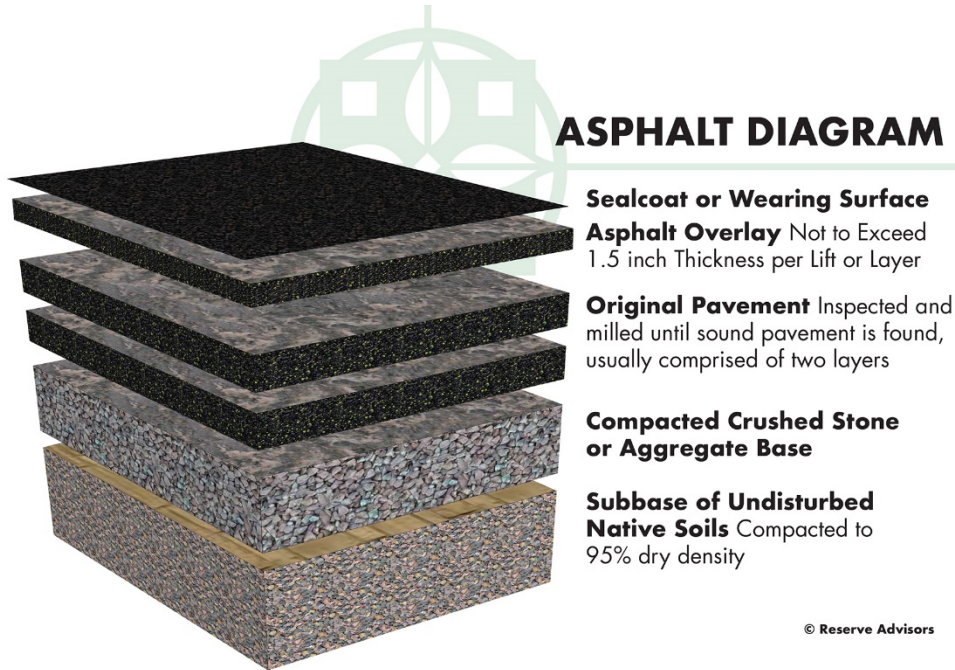 ASPHALT DIAGRAM
Sealcoat or Wearing Surface
Asphalt Overlay Not to Exceed
1.5 inch Thickness per Lift or Layer
Original Pavement Inspected and
milled until sound pavement is found,
usually comprised of two layers
Compacted Crushed Stone
or Aggregate Base
Subbase of Undisturbed
Native Soils Compacted to
95% dry density
© Reserve Advisors